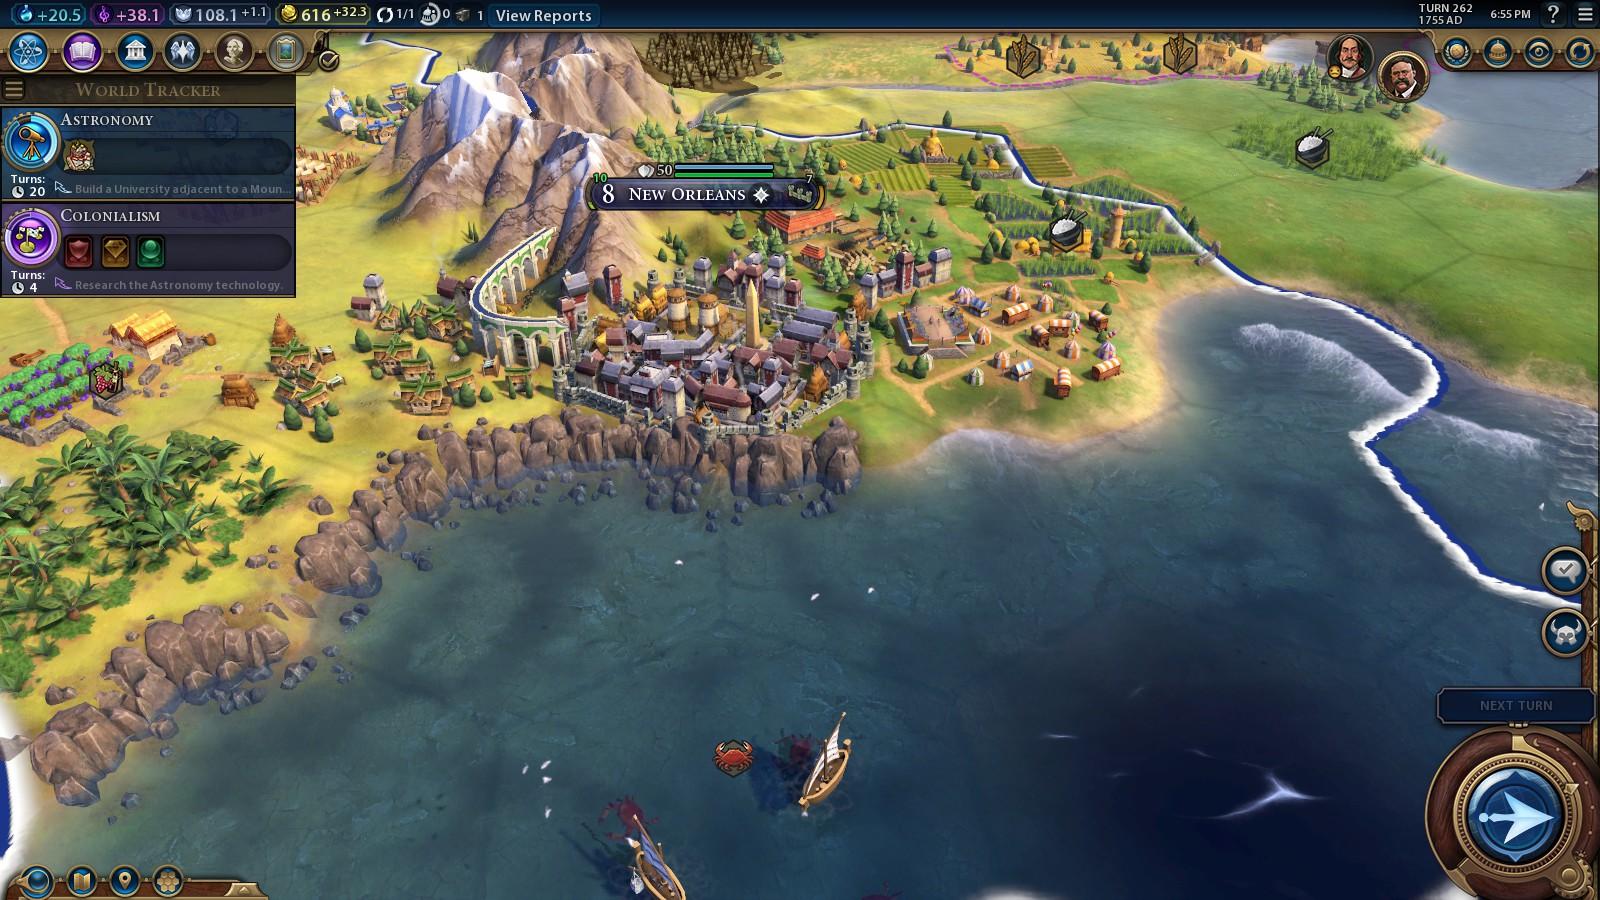 +20.5 +38.1 108.1 +1.1 616 +32.3 1/1 0 1 View Reports
TURN 262
1755 AD
6:55 PM ?
WORLD TRACKER
ASTRONOMY
Turns:
20 Build a University adjacent to a Moun...
COLONIALISM
Turns:
4 Research the Astronomy technology.
50
10 7
8 NEW ORLEANS
NEXT TURN